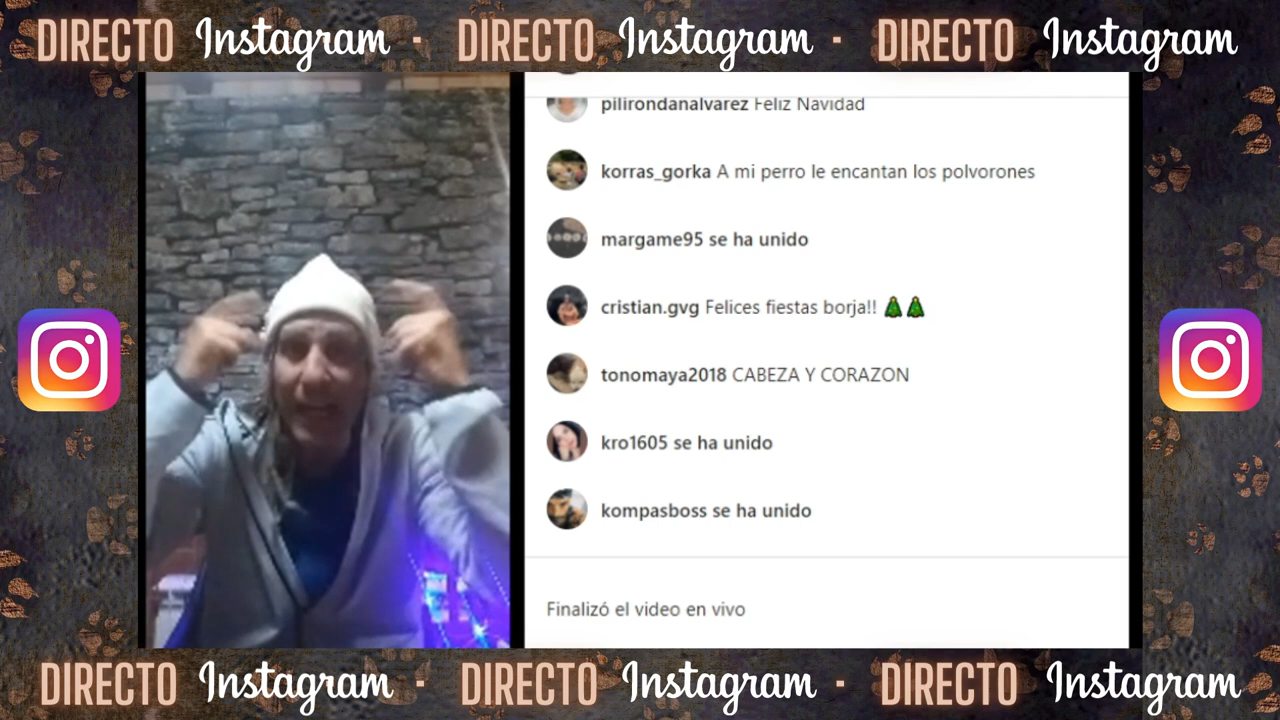 DIRECTO Instagram · DIRECTO Instagram · DIRECTO Instagram
pilirondanalvarez Feliz Navidad
korras_gorka A mi perro le encantan los polvorones
margame95 se ha unido
cristian.gvg Felices fiestas borja!! 🎄🎄
tonomaya2018 CABEZA Y CORAZON
kro1605 se ha unido
kompasboss se ha unido
Finalizó el video en vivo
DIRECTO Instagram · DIRECTO Instagram · DIRECTO Instagram